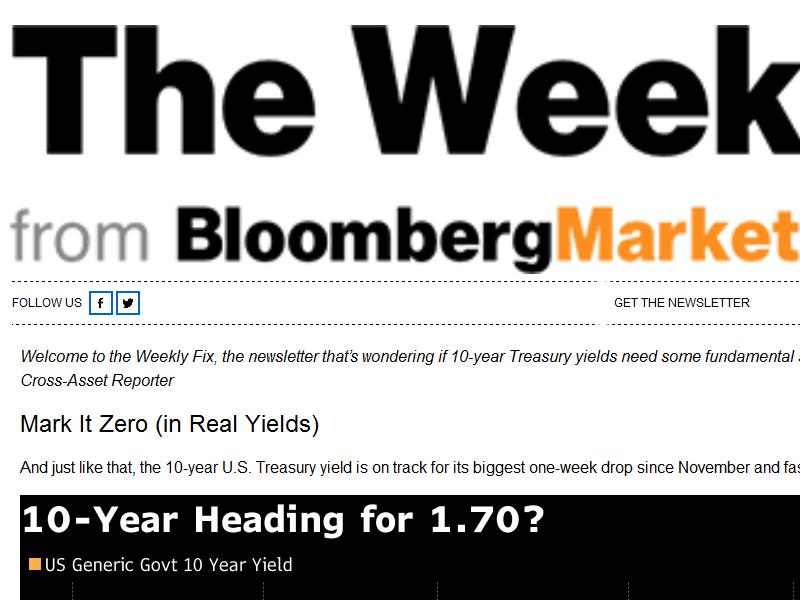 The Week
from BloombergMarket
FOLLOW US
GET THE NEWSLETTER
Welcome to the Weekly Fix, the newsletter that's wondering if 10-year Treasury yields need some fundamental
Cross-Asset Reporter
Mark It Zero (in Real Yields)
And just like that, the 10-year U.S. Treasury yield is on track for its biggest one-week drop since November and fas
10-Year Heading for 1.70?
US Generic Govt 10 Year Yield